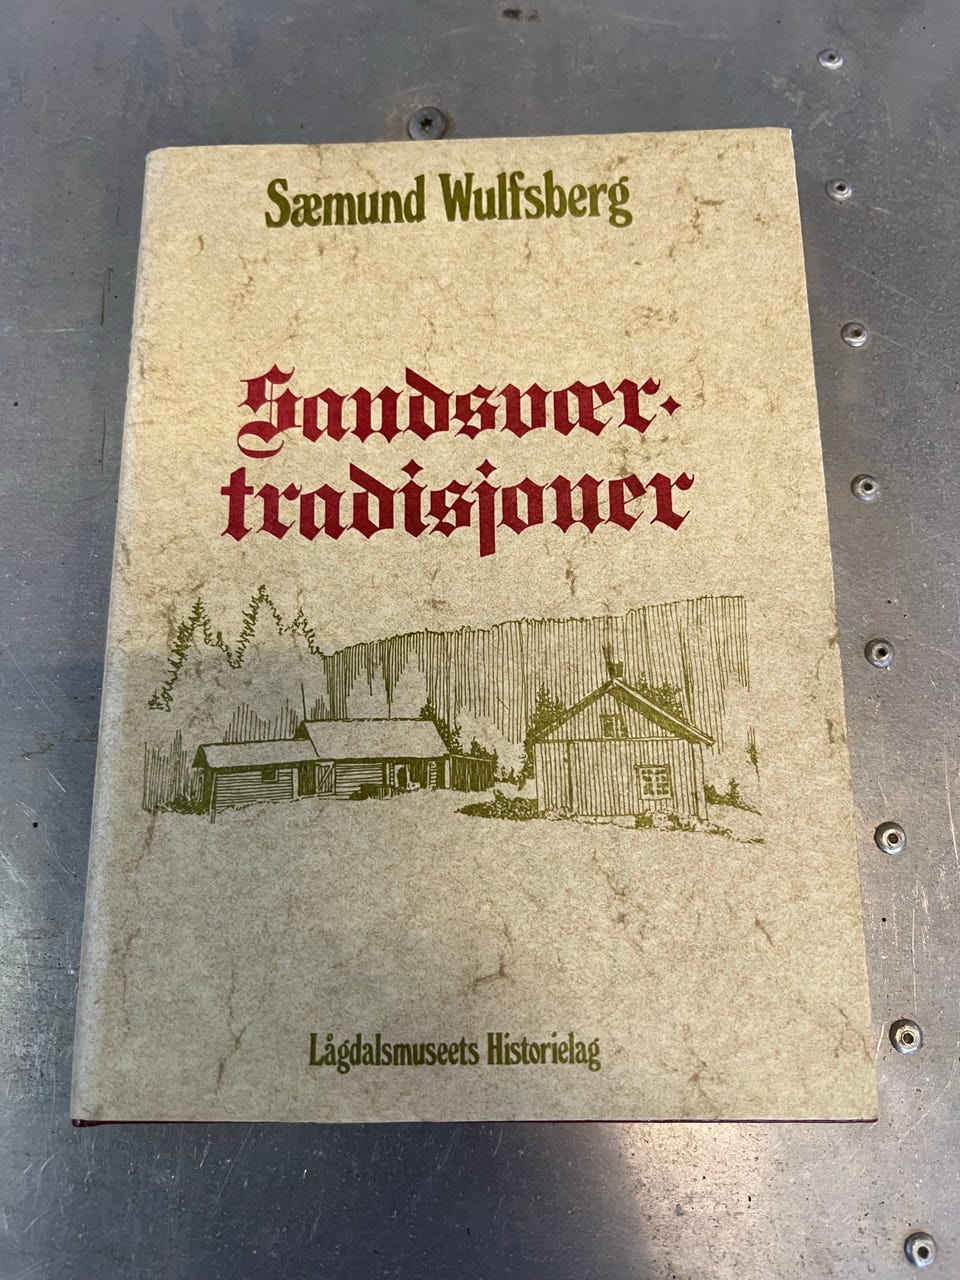 Sæmund Wulfsberg
Sandsvær-
tradisjoner
Lågdalsmuseets Historielag